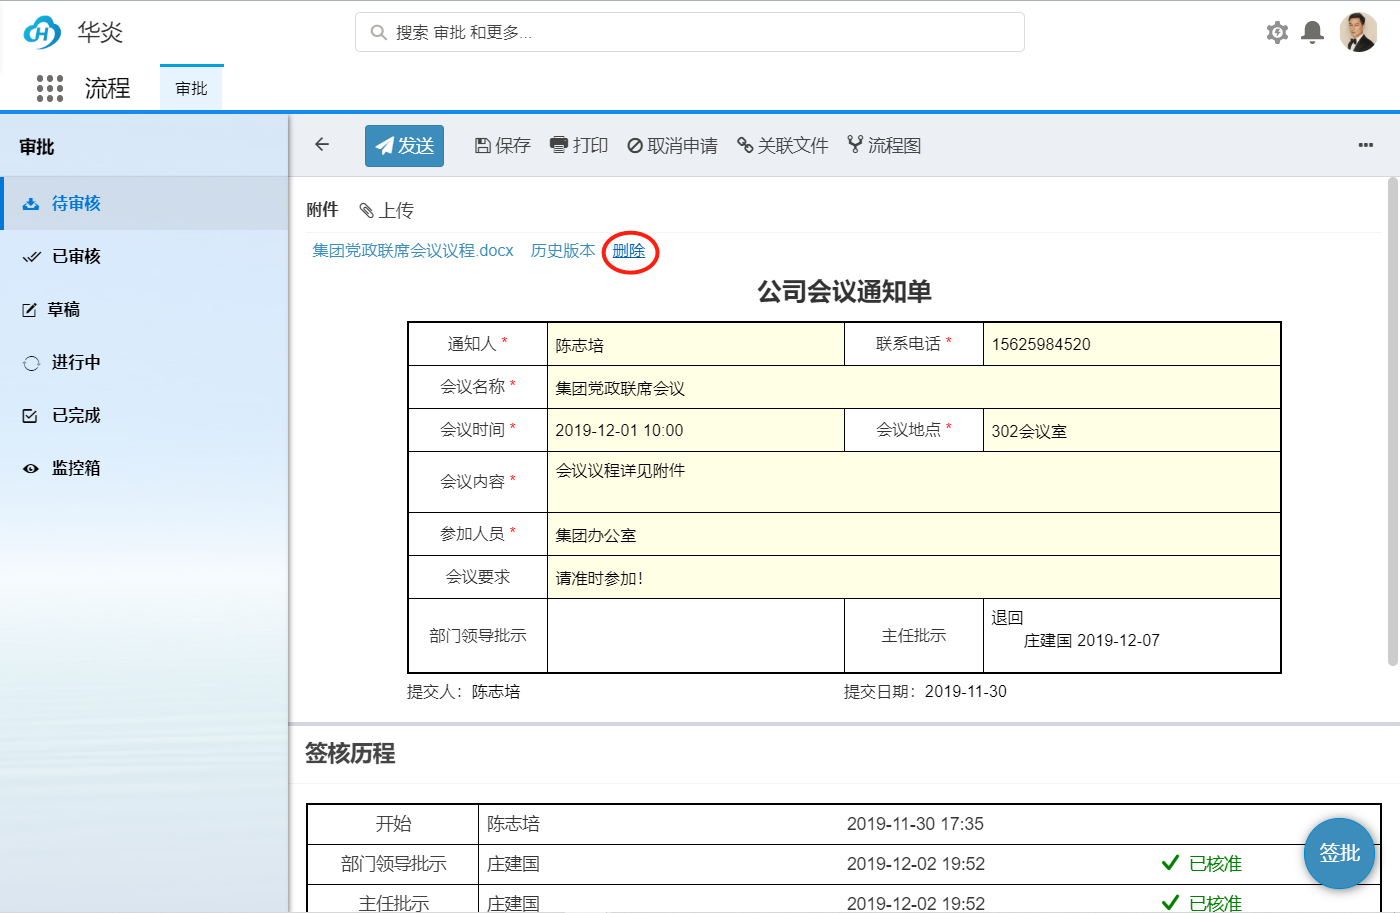 华炎
搜索 审批 和更多...
流程
审批
审批
待审核
已审核
草稿
进行中
已完成
监控箱
发送 保存 打印 取消申请 关联文件 流程图
附件 上传
集团党政联席会议议程.docx 历史版本 删除
公司会议通知单
通知人 * 陈志培 联系电话 * 15625984520
会议名称 * 集团党政联席会议
会议时间 * 2019-12-01 10:00 会议地点 * 302会议室
会议内容 * 会议议程详见附件
参加人员 * 集团办公室
会议要求 请准时参加!
部门领导批示 主任批示 退回
庄建国 2019-12-07
提交人：陈志培 提交日期：2019-11-30
签核历程
开始 陈志培 2019-11-30 17:35
部门领导批示 庄建国 2019-12-02 19:52 已核准
主任批示 庄建国 2019-12-02 19:52 已核准
签批